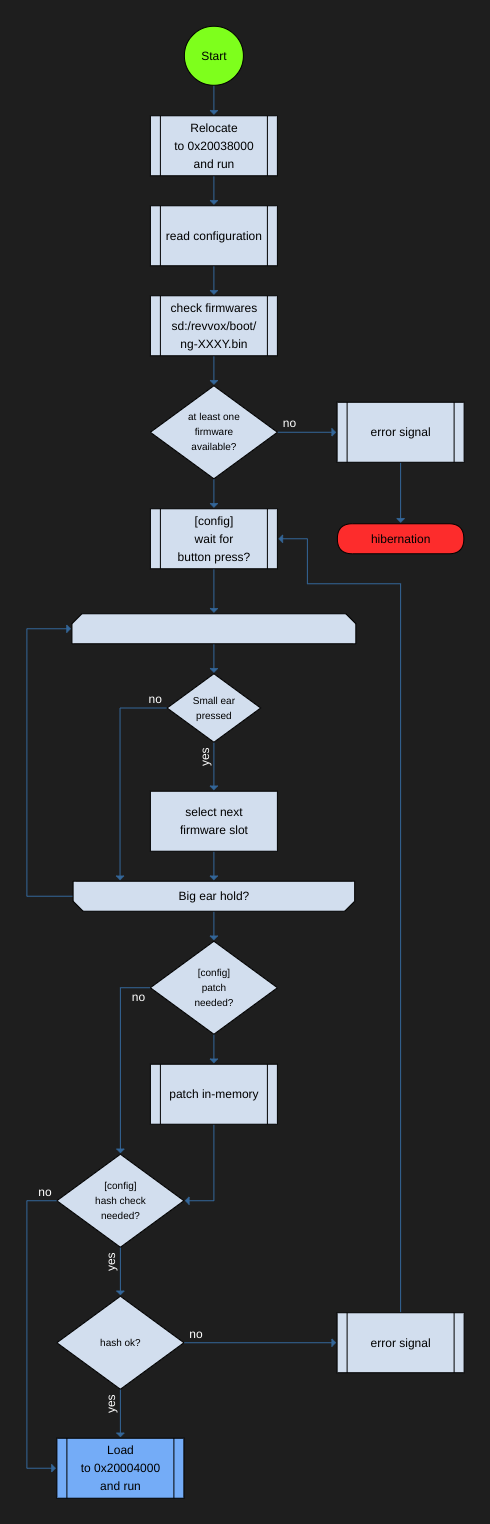 Start
Relocate
to 0x20038000
and run
read configuration
check firmwares
sd:/revvox/boot/
ng-XXXY.bin
at least one
firmware
available?
no
error signal
hibernation
[config]
wait for
button press?
no
Small ear
pressed
yes
select next
firmware slot
Big ear hold?
[config]
patch
needed?
no
patch in-memory
[config]
hash check
needed?
no
yes
hash ok?
no
error signal
yes
Load
to 0x20004000
and run